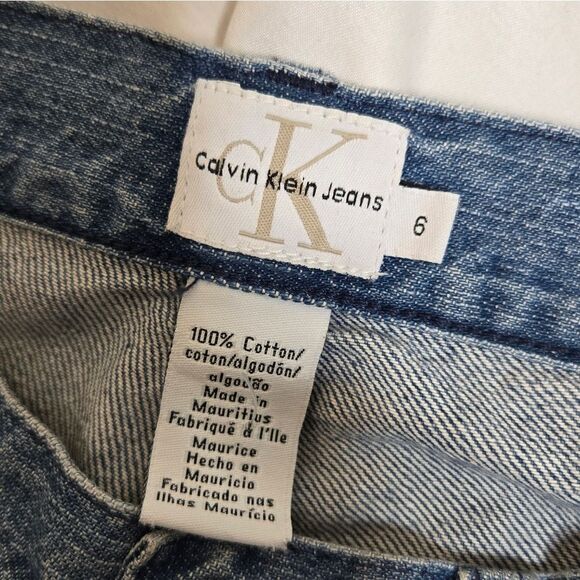 CK
Calvin Klein Jeans
6
100% Cotton/
coton/algodón/
algodão
Made in
Mauritius
Fabriqué à l'Ile
Maurice
Hecho en
Mauricio
Fabricado nas
Ilhas Maurício